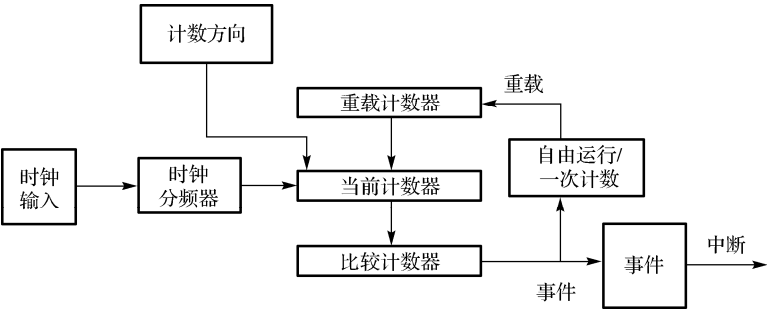 计数方向
重载
重载计数器
自由运行/
一次计数
时钟
输入
时钟
分频器
当前计数器
比较计数器
事件
事件
中断